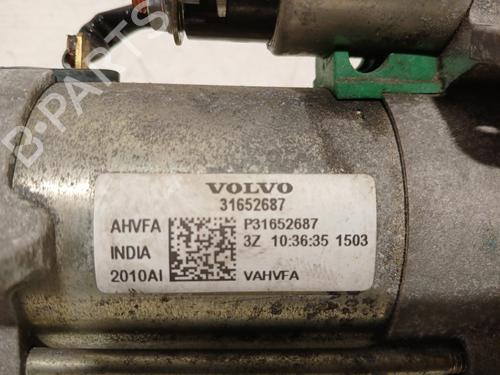 VOLVO
31652687
AHVFA P31652687
INDIA 3Z 10:36:35 1503
2010AI VAHVFA
B-PARTS